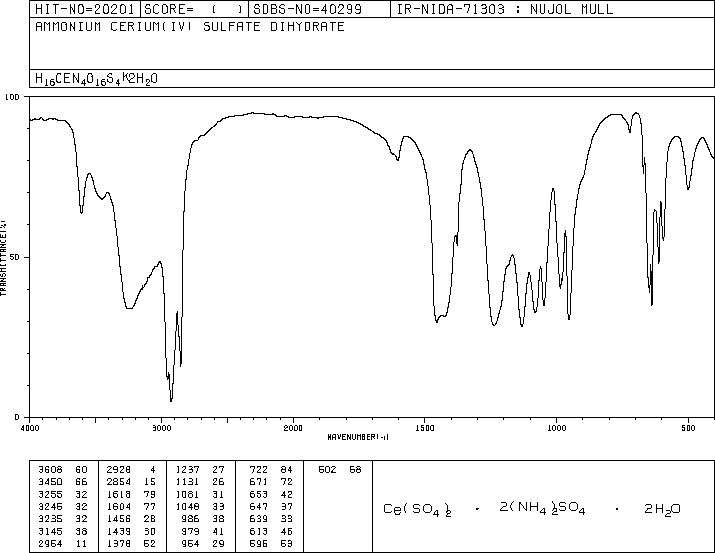 HIT-NO=20201 SCORE= ( ) SDBS-NO=40299 IR-NIDA-71303 : NUJOL MULL
AMMONIUM CERIUM(IV) SULFATE DIHYDRATE
H16CEN4O16S4K2H2O
100
50
0
TRANSMITTANCE(%)
4000 3000 2000 1500 1000 500
WAVENUMBER(-1)
3608 60 2928 4 1237 27 722 84 502 68
3450 66 2854 15 1131 26 671 72
3255 32 1618 79 1081 31 653 42
3245 32 1604 77 1048 33 647 37
3235 32 1456 28 986 38 639 33
3145 38 1439 30 979 41 613 46
2954 11 1378 52 954 29 596 53
Ce(SO4)2 · 2(NH4)2SO4 · 2H2O